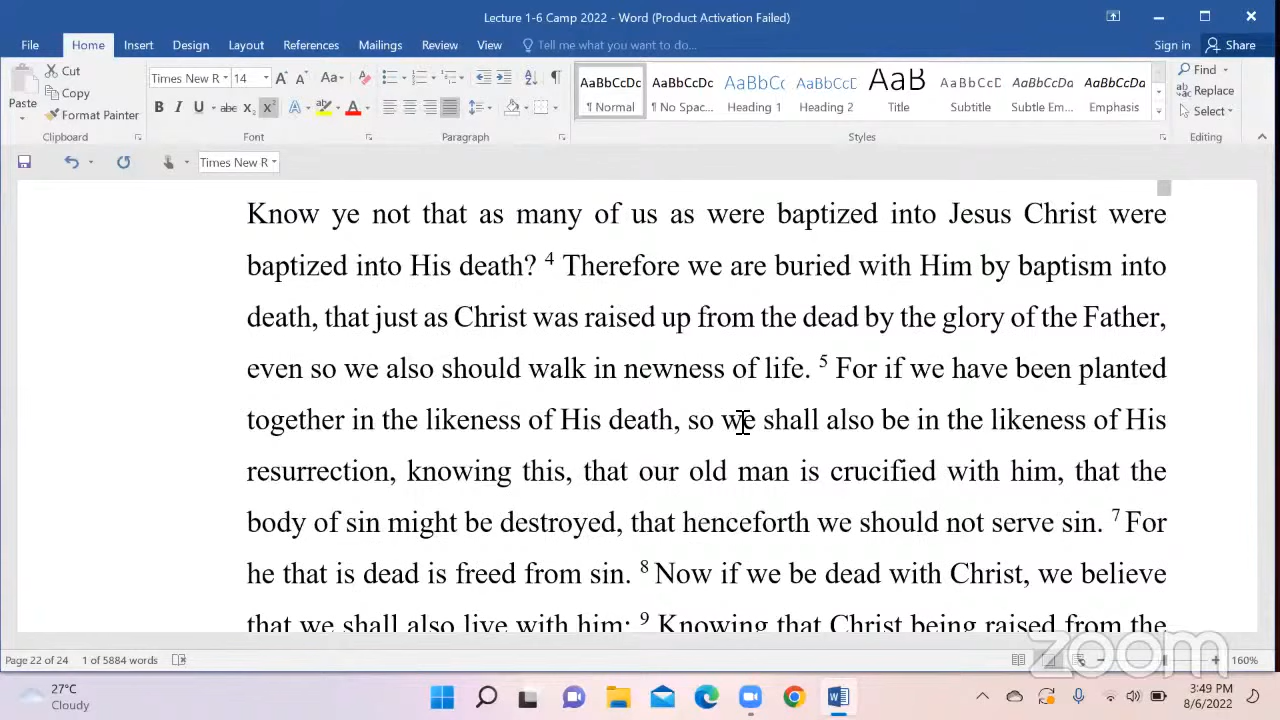 Lecture 1-6 Camp 2022 - Word (Product Activation Failed)
File Home Insert Design Layout References Mailings Review View Tell me what you want to do... Sign in Share
Paste Cut Copy Format Painter Clipboard
Times New R 14 Aa B I U abc X₂ X² A Font
Paragraph
AaBbCcDc ¶ Normal AaBbCcDc ¶ No Spac... AaBbCc Heading 1 AaBbCcC Heading 2 AaB Title AaBbCcD Subtitle AaBbCcDc Subtle Em... AaBbCcDc Emphasis Styles
Find Replace Select Editing
Times New R
Know ye not that as many of us as were baptized into Jesus Christ were
baptized into His death? ⁴ Therefore we are buried with Him by baptism into
death, that just as Christ was raised up from the dead by the glory of the Father,
even so we also should walk in newness of life. ⁵ For if we have been planted
together in the likeness of His death, so we shall also be in the likeness of His
resurrection, knowing this, that our old man is crucified with him, that the
body of sin might be destroyed, that henceforth we should not serve sin. ⁷ For
he that is dead is freed from sin. ⁸ Now if we be dead with Christ, we believe
that we shall also live with him: ⁹ Knowing that Christ being raised from the
zoom
Page 22 of 24 1 of 5884 words 160%
27°C
Cloudy
3:49 PM
8/6/2022